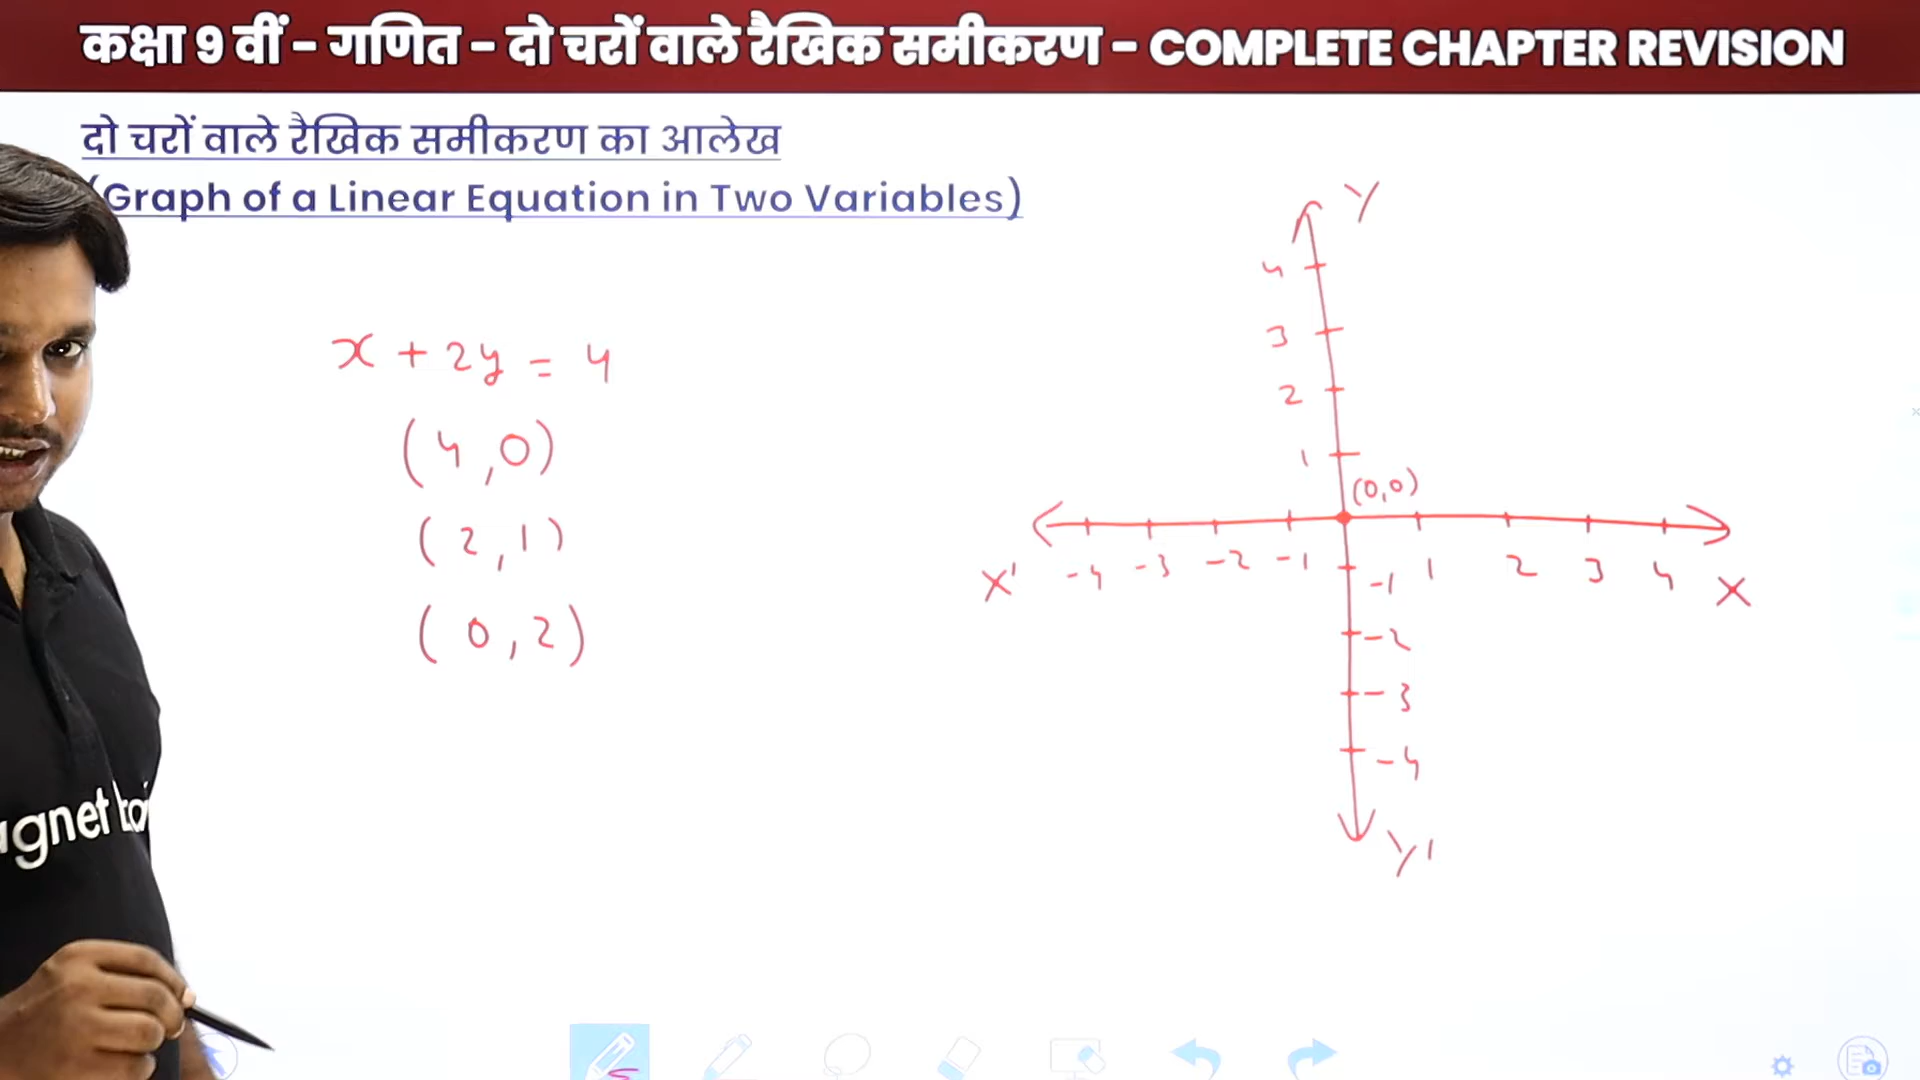 कक्षा 9 वीं - गणित - दो चरों वाले रैखिक समीकरण - COMPLETE CHAPTER REVISION
दो चरों वाले रैखिक समीकरण का आलेख
(Graph of a Linear Equation in Two Variables)
x + 2y = 4
(4,0)
(2,1)
(0,2)
Y
4
3
2
1
(0,0)
X' -4 -3 -2 -1 1 2 3 4 X
-1
-2
-3
-4
Y'